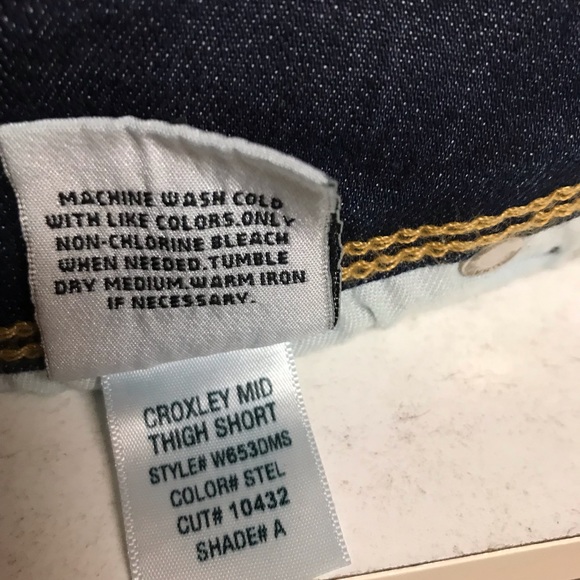 MACHINE WASH COLD
WITH LIKE COLORS.ONLY
NON-CHLORINE BLEACH
WHEN NEEDED.TUMBLE
DRY MEDIUM.WARM IRON
IF NECESSARY.
CROXLEY MID
THIGH SHORT
STYLE# W653DMS
COLOR# STEL
CUT# 10432
SHADE# A